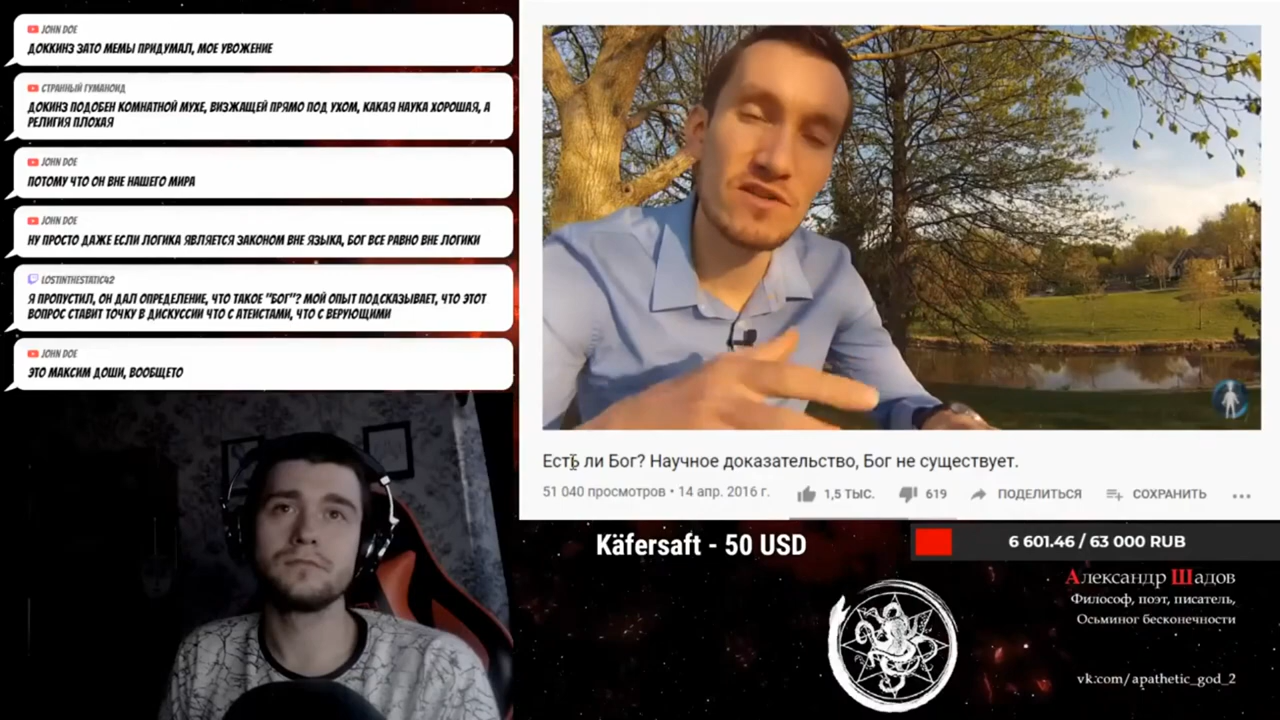 JOHN DOE
ДОККИНЗ ЗАТО МЕМЫ ПРИДУМАЛ, МОЕ УВОЖЕНИЕ
СТРАННЫЙ ГУМАНОИД
ДОКИНЗ ПОДОБЕН КОМНАТНОЙ МУХЕ, ВИЗЖАЩЕЙ ПРЯМО ПОД УХОМ, КАКАЯ НАУКА ХОРОШАЯ, А
РЕЛИГИЯ ПЛОХАЯ
JOHN DOE
ПОТОМУ ЧТО ОН ВНЕ НАШЕГО МИРА
JOHN DOE
НУ ПРОСТО ДАЖЕ ЕСЛИ ЛОГИКА ЯВЛЯЕТСЯ ЗАКОНОМ ВНЕ ЯЗЫКА, БОГ ВСЕ РАВНО ВНЕ ЛОГИКИ
LOSTINTHESTATIC42
Я ПРОПУСТИЛ, ОН ДАЛ ОПРЕДЕЛЕНИЕ, ЧТО ТАКОЕ "БОГ"? МОЙ ОПЫТ ПОДСКАЗЫВАЕТ, ЧТО ЭТОТ
ВОПРОС СТАВИТ ТОЧКУ В ДИСКУССИИ ЧТО С АТЕИСТАМИ, ЧТО С ВЕРУЮЩИМИ
JOHN DOE
ЭТО МАКСИМ ДОШИ, ВООБЩЕТО
Есть ли Бог? Научное доказательство, Бог не существует.
51 040 просмотров • 14 апр. 2016 г.
1,5 ТЫС.
619
ПОДЕЛИТЬСЯ
СОХРАНИТЬ
Käfersaft - 50 USD
6 601.46 / 63 000 RUB
Александр Шадов
Философ, поэт, писатель,
Осьминог бесконечности
vk.com/apathetic_god_2